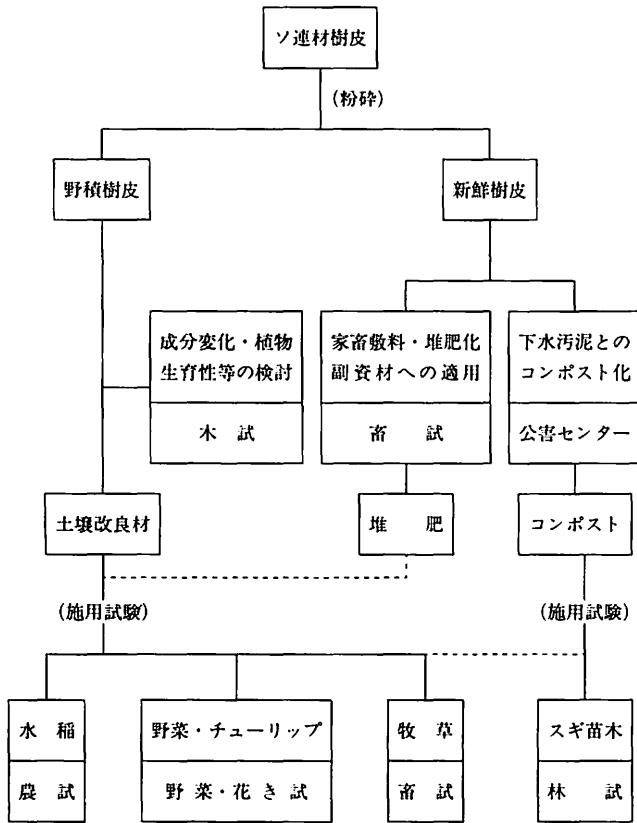 ソ連材樹皮
(粉砕)
野積樹皮
新鮮樹皮
成分変化・植物
生育性等の検討
木試
家畜敷料・堆肥化
副資材への適用
畜試
下水汚泥との
コンポスト化
公害センター
土壌改良材
堆肥
コンポスト
(施用試験)
(施用試験)
水稲
農試
野菜・チューリップ
野菜・花き試
牧草
畜試
スギ苗木
林試